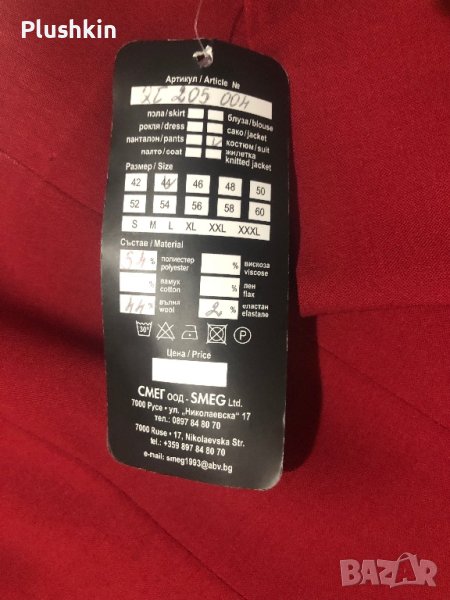 Plushkin
Артикул / Article №
205 004
пола / skirt
блуза / blouse
рокля / dress
сако / jacket
панталон / pants
костюм / suit
палто / coat
жилетка
knitted jacket
Размер / Size
42 44 46 48 50
52 54 56 58 60
S M L XL XXL XXXL
Състав / Material
54 % полиестер
polyester
% вискоза
viscose
% памук
cotton
% лен
flax
44 % вълна
wool
2 % еластан
elastane
30°
P
Цена / Price
СМЕГ ООД - SMEG Ltd.
7000 Русе • ул. „Николаевска" 17
тел.: 0897 84 80 70
7000 Ruse • 17, Nikolaevska Str.
tel.: +359 897 84 80 70
e-mail: smeg1993@abv.bg
BAZAR